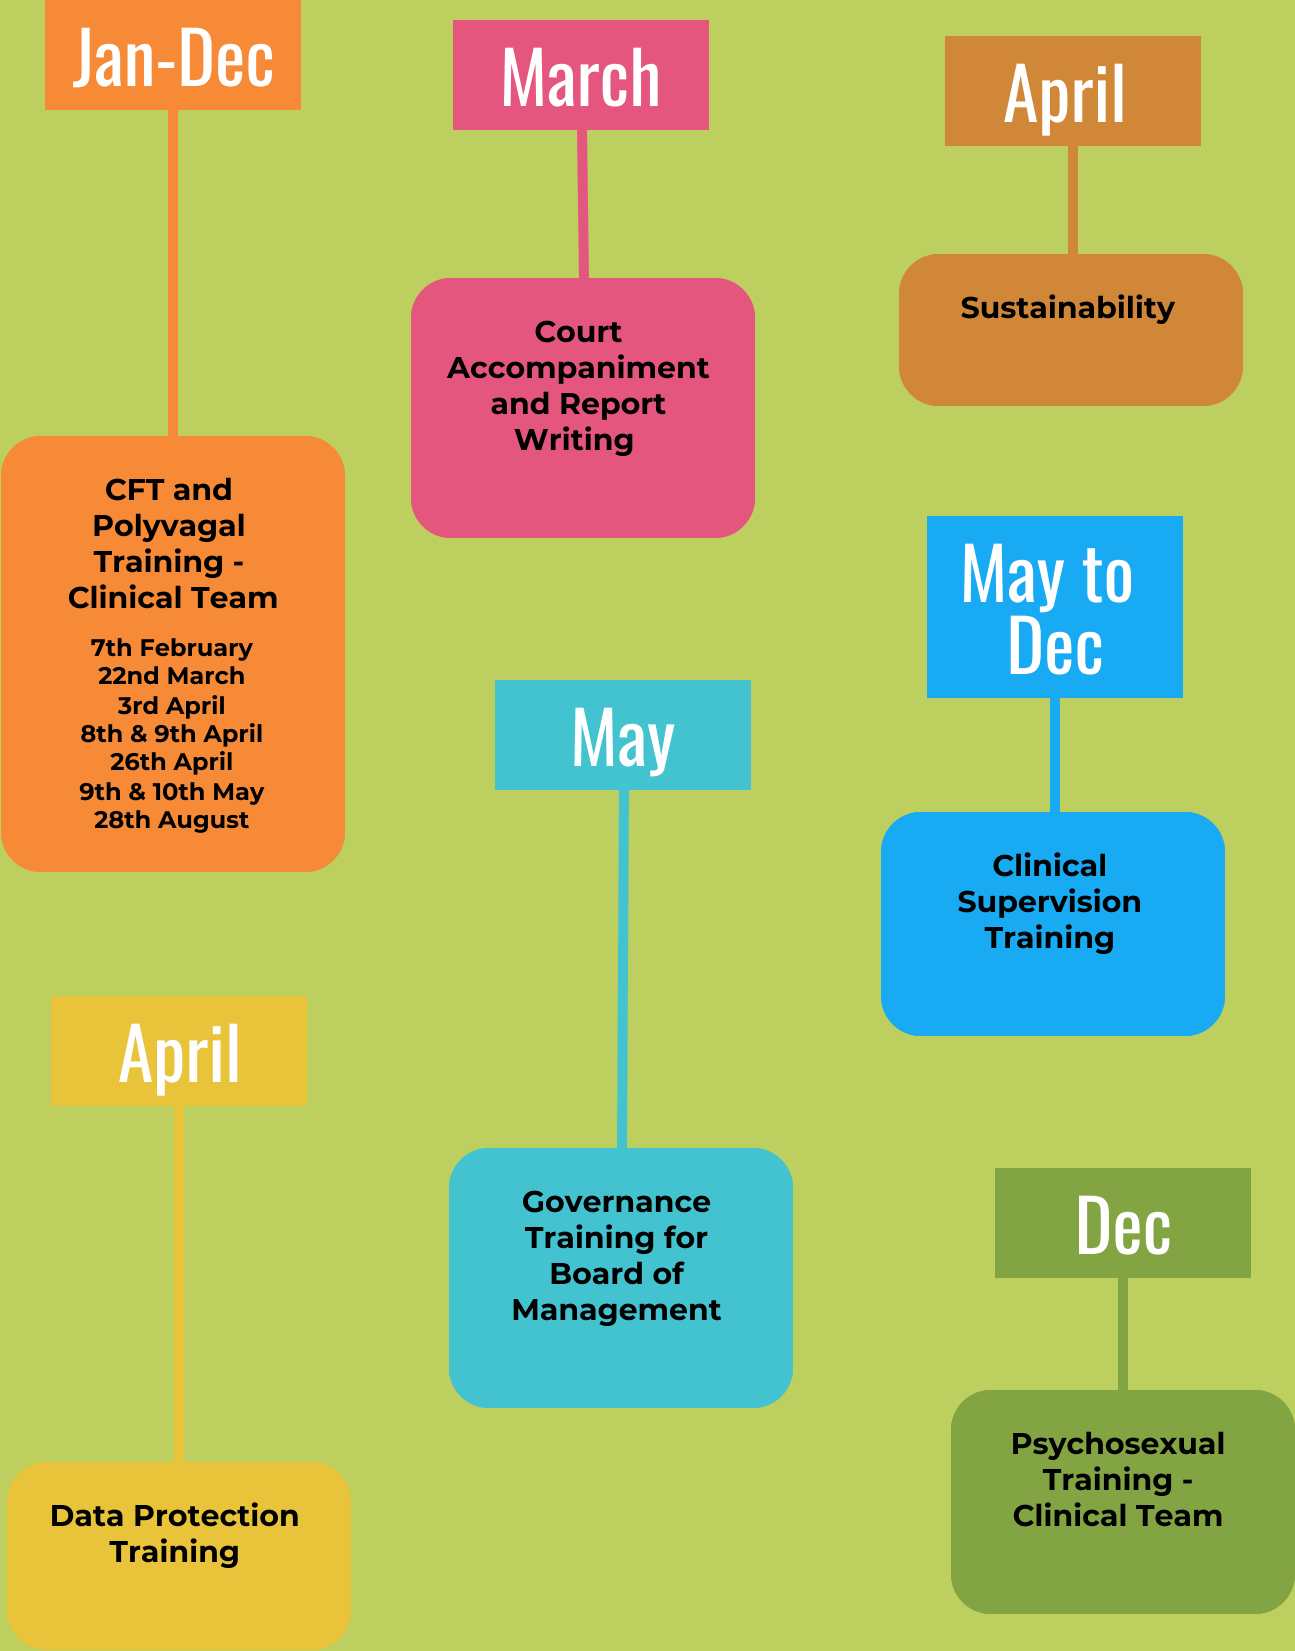 Jan-Dec
CFT and
Polyvagal
Training -
Clinical Team
7th February
22nd March
3rd April
8th & 9th April
26th April
9th & 10th May
28th August
April
Data Protection
Training
March
Court
Accompaniment
and Report
Writing
May
Governance
Training for
Board of
Management
April
Sustainability
May to
Dec
Clinical
Supervision
Training
Dec
Psychosexual
Training -
Clinical Team